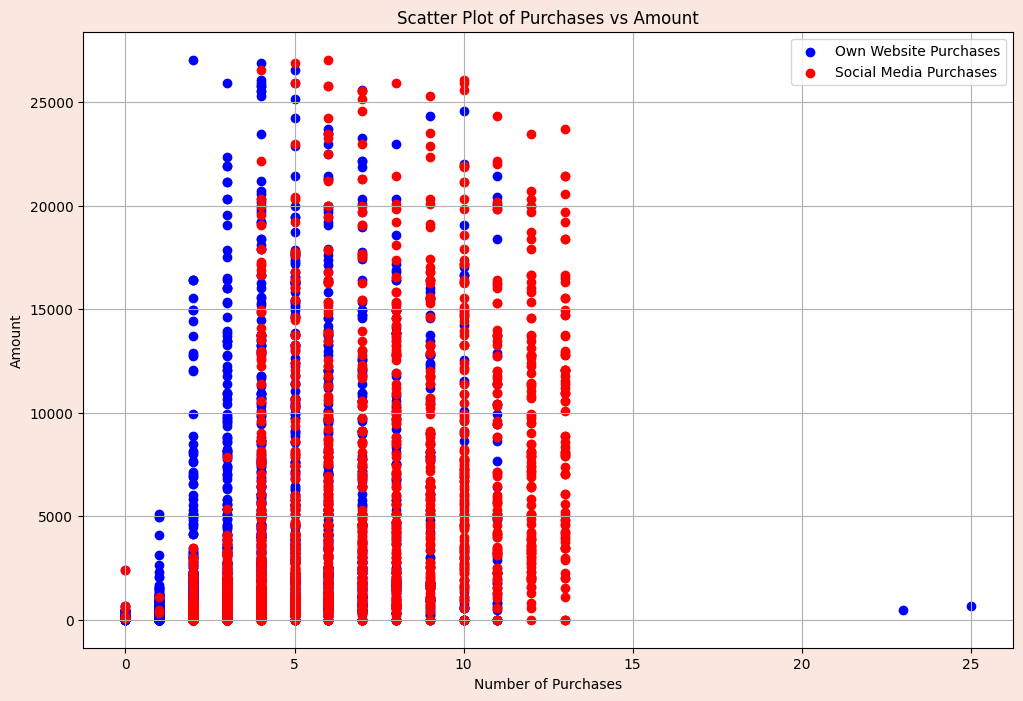 Scatter Plot of Purchases vs Amount
Own Website Purchases
Social Media Purchases
Amount
25000
20000
15000
10000
5000
0
0 5 10 15 20 25
Number of Purchases